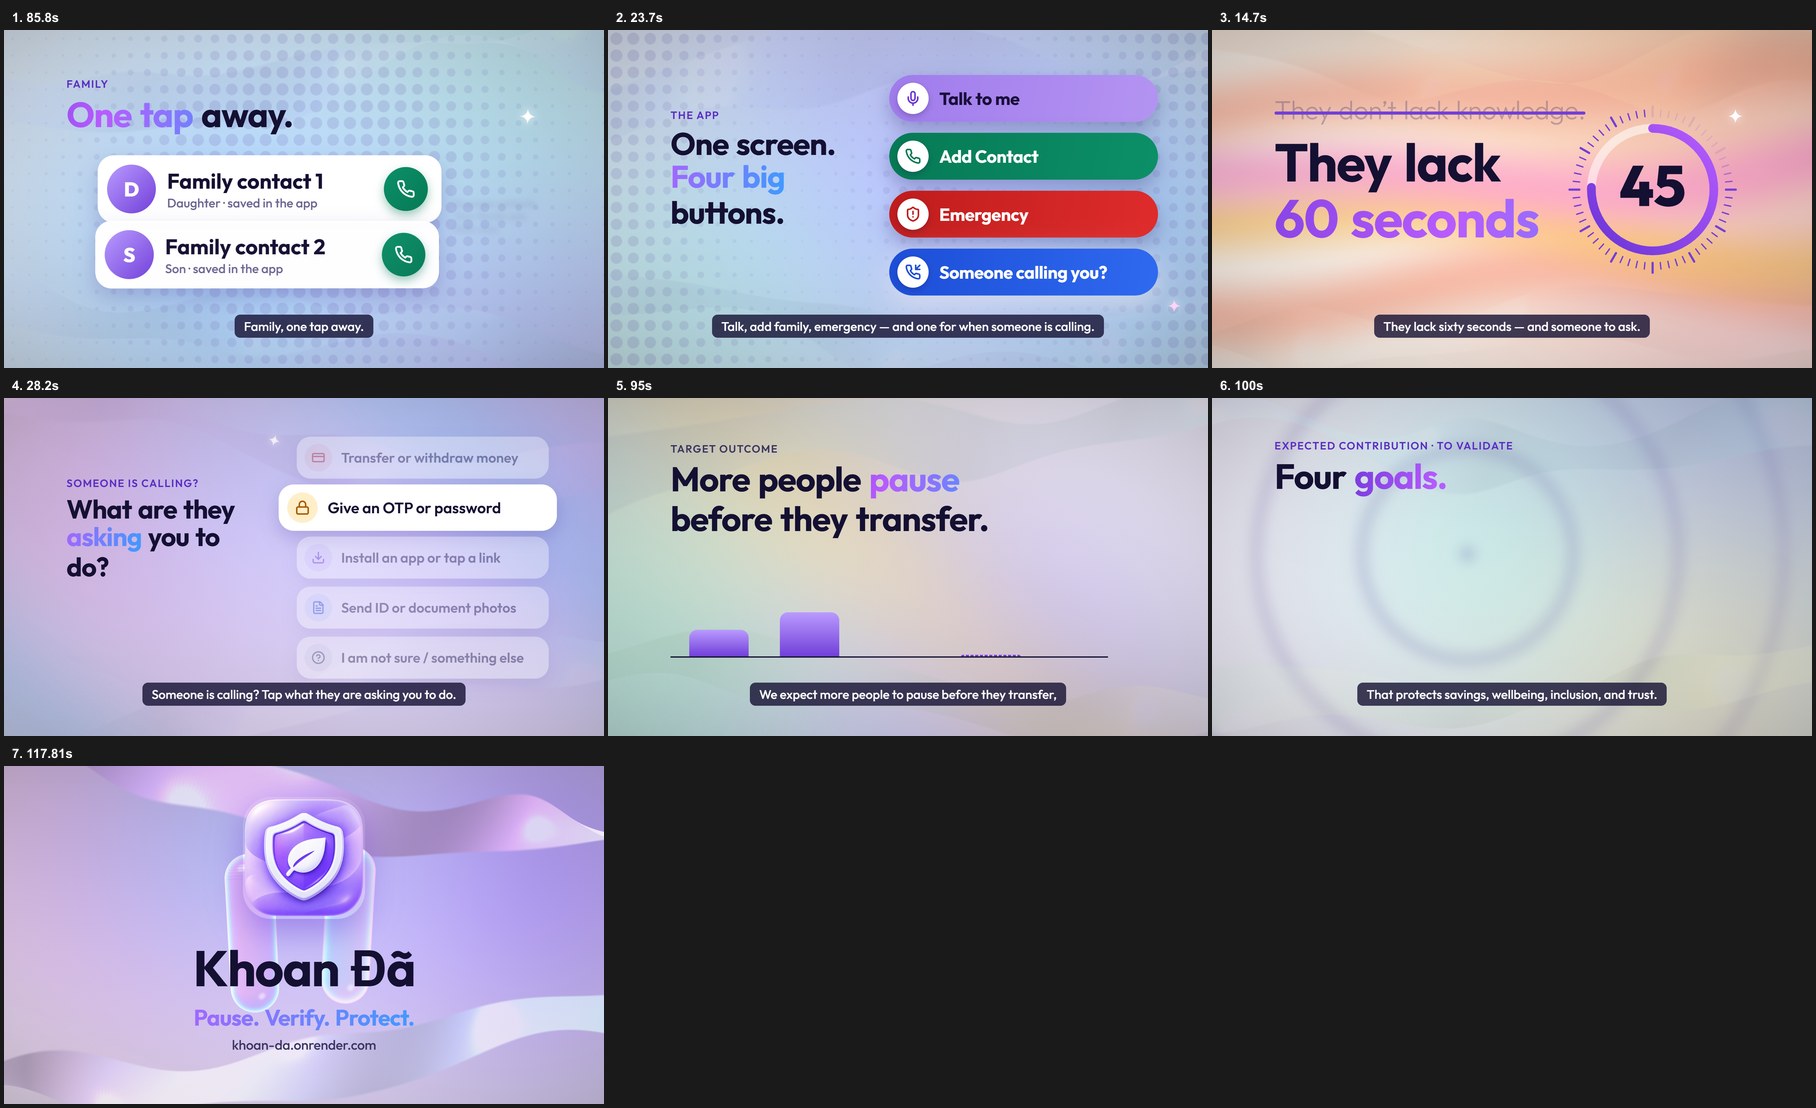 1. 85.8s
FAMILY
One tap away.
D
Family contact 1
Daughter · saved in the app
S
Family contact 2
Son · saved in the app
Family, one tap away.
2. 23.7s
THE APP
One screen.
Four big
buttons.
Talk to me
Add Contact
Emergency
Someone calling you?
Talk, add family, emergency — and one for when someone is calling.
3. 14.7s
They don't lack knowledge.
They lack
60 seconds
45
They lack sixty seconds — and someone to ask.
4. 28.2s
SOMEONE IS CALLING?
What are they
asking you to
do?
Transfer or withdraw money
Give an OTP or password
Install an app or tap a link
Send ID or document photos
I am not sure / something else
Someone is calling? Tap what they are asking you to do.
5. 95s
TARGET OUTCOME
More people pause
before they transfer.
We expect more people to pause before they transfer,
6. 100s
EXPECTED CONTRIBUTION · TO VALIDATE
Four goals.
That protects savings, wellbeing, inclusion, and trust.
7. 117.81s
Khoan Đã
Pause. Verify. Protect.
khoan-da.onrender.com